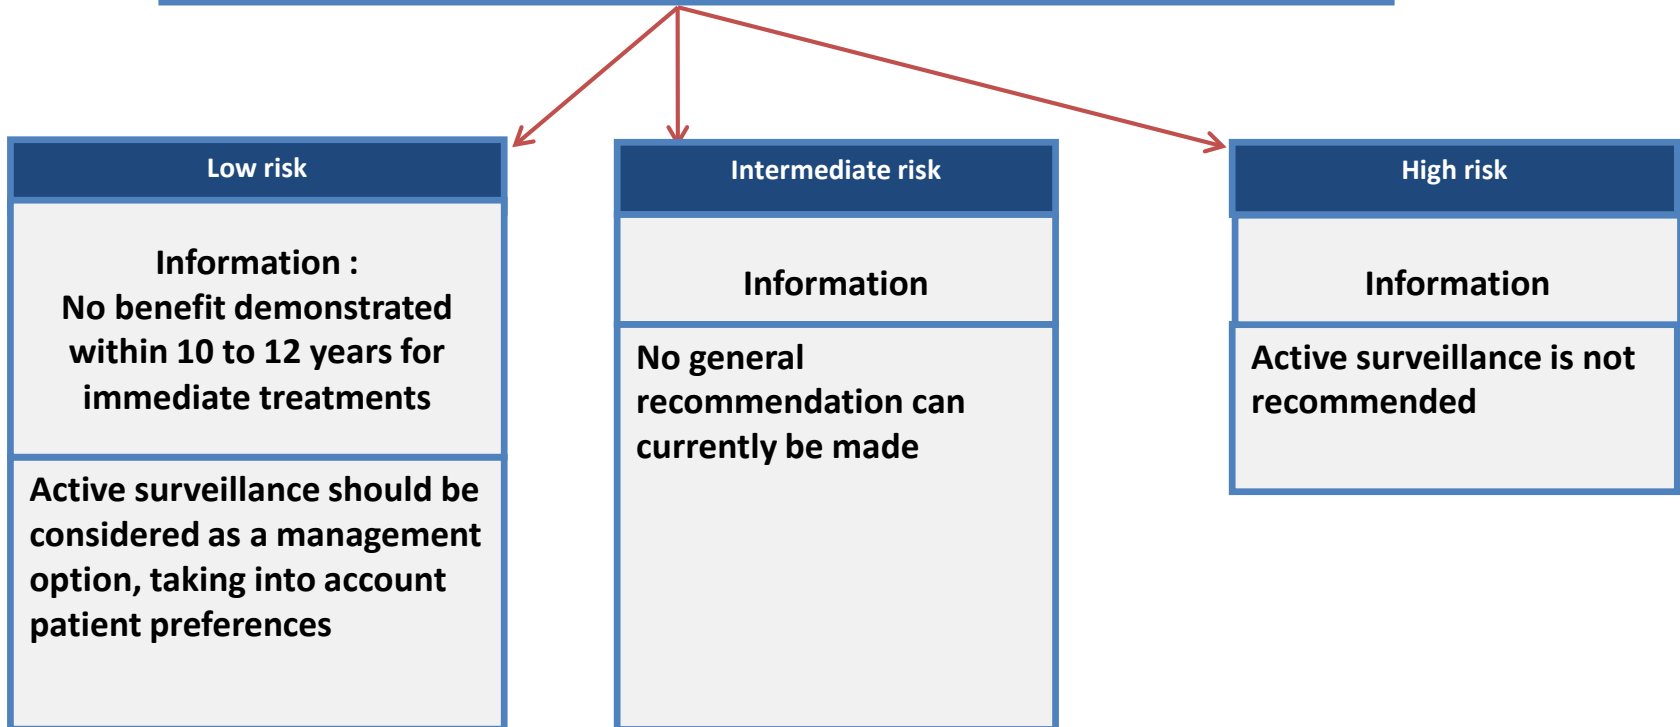 Low risk
Information :
No benefit demonstrated
within 10 to 12 years for
immediate treatments
Active surveillance should be
considered as a management
option, taking into account
patient preferences
Intermediate risk
Information
No general
recommendation can
currently be made
High risk
Information
Active surveillance is not
recommended